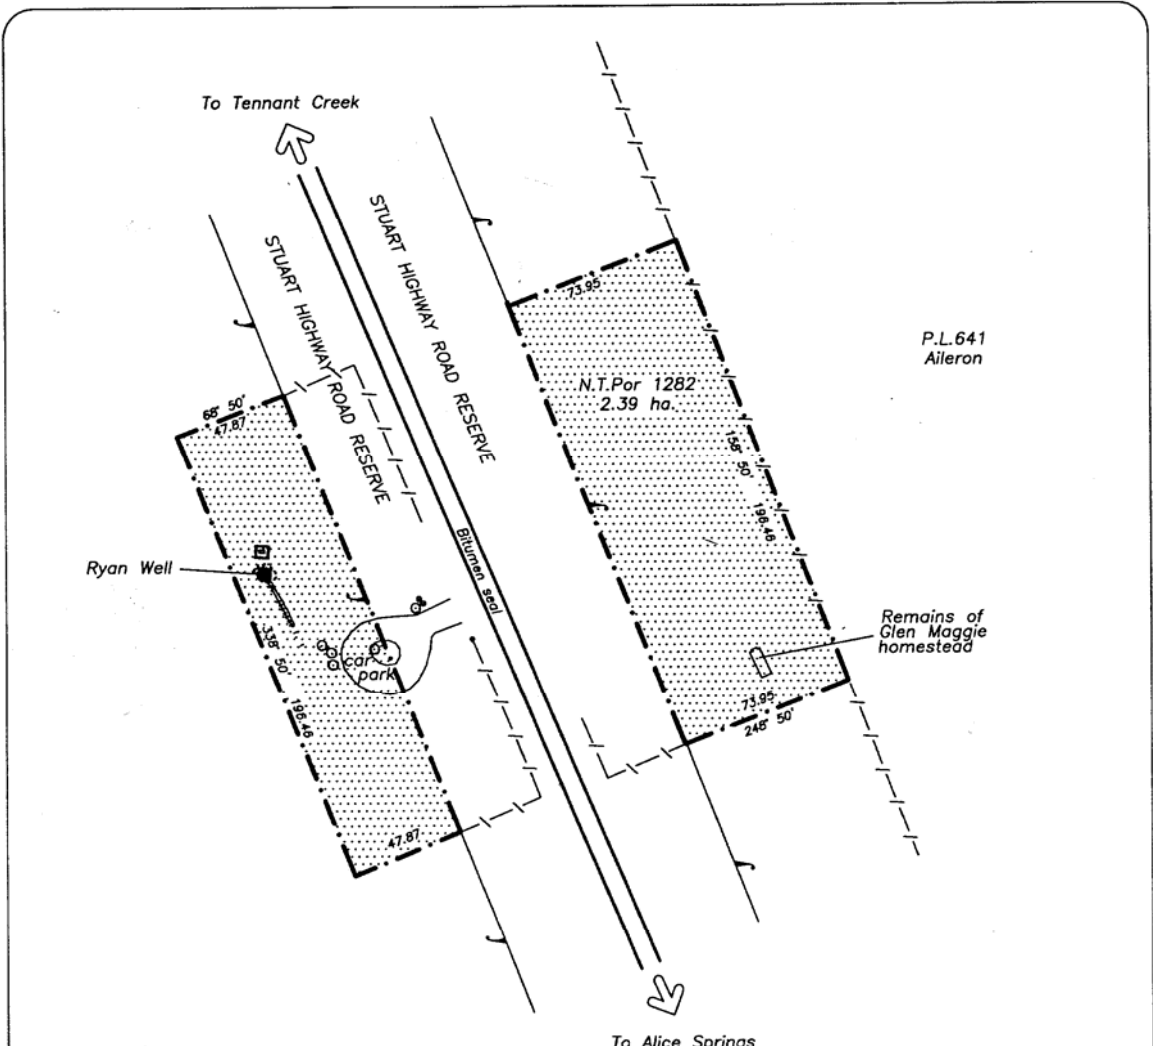 To Tennant Creek
STUART HIGHWAY ROAD RESERVE
STUART HIGHWAY ROAD RESERVE
73.95
P.L.641
Aileron
N.T.Por 1282
2.39 ha.
68° 50'
47.87
158° 50'
196.46
Bitumen seal
Ryan Well
Remains of
Glen Maggie
homestead
338° 50'
196.46
car
park
73.95
248° 50'
47.87
To Alice Springs